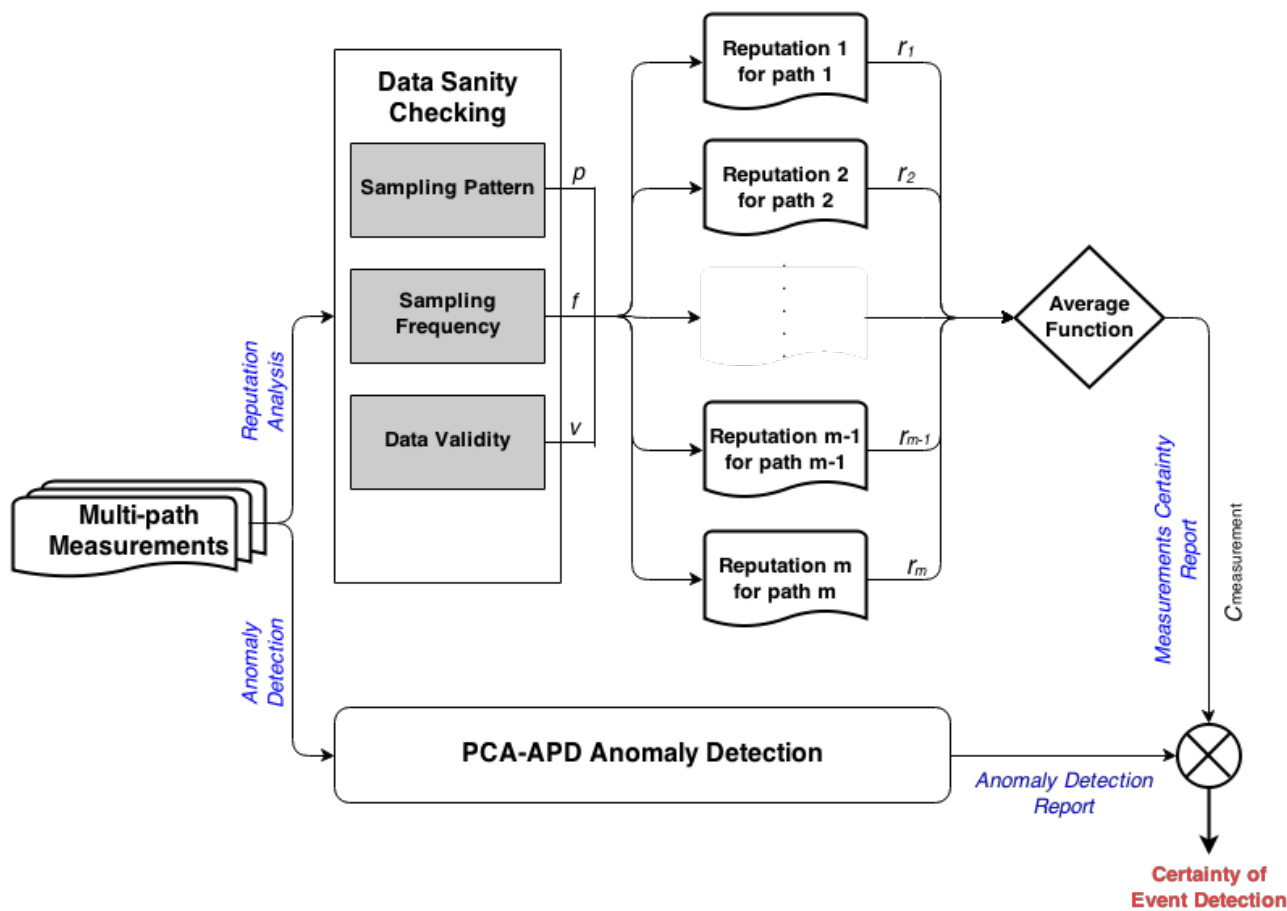 Data Sanity
Checking
Sampling Pattern
p
Sampling
Frequency
f
Data Validity
v
Reputation 1
for path 1
r1
Reputation 2
for path 2
r2
Reputation m-1
for path m-1
rm-1
Reputation m
for path m
rm
Average
Function
Reputation
Analysis
Multi-path
Measurements
Anomaly
Detection
Measurements Certainty
Report
Cmeasurement
PCA-APD Anomaly Detection
Anomaly Detection
Report
Certainty of
Event Detection